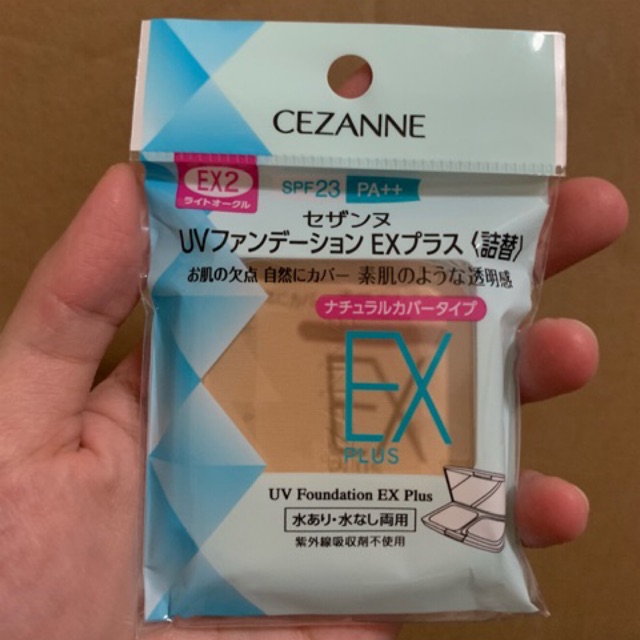 CEZANNE
EX2
ライトオークル
SPF23 PA++
セザンヌ
UVファンデーション EXプラス〈詰替〉
お肌の欠点 自然にカバー 素肌のような透明感
ナチュラルカバータイプ
EX
PLUS
UV Foundation EX Plus
水あり・水なし両用
紫外線吸収剤不使用